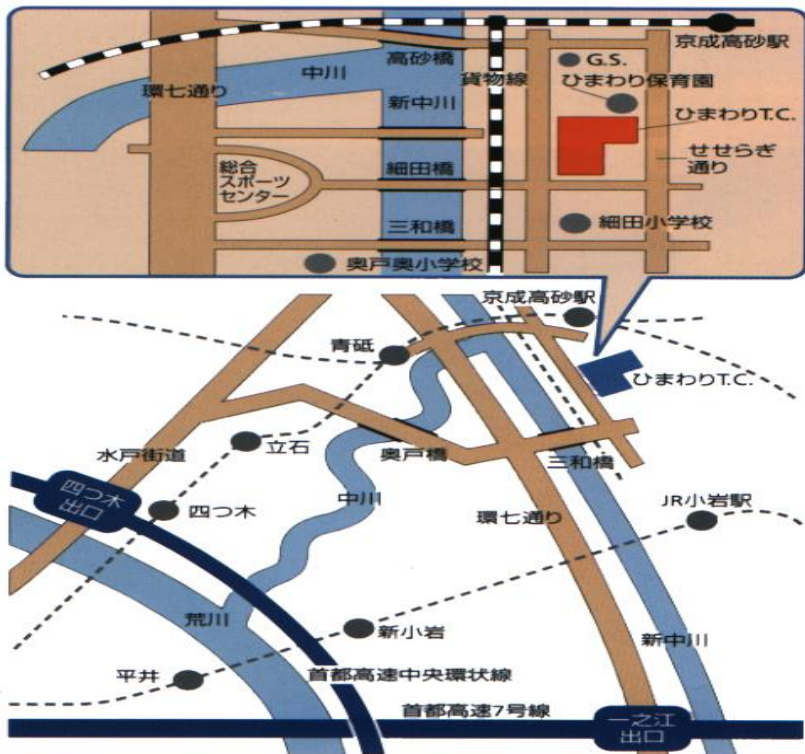 京成高砂駅
高砂橋
G.S.
中川
貨物線
ひまわり保育園
環七通り
新中川
ひまわりT.C.
せせらぎ
通り
総合
スポーツ
センター
細田橋
三和橋
細田小学校
奥戸奥小学校
京成高砂駅
青砥
ひまわりT.C.
水戸街道
立石
奥戸橋
三和橋
四つ木
出口
四つ木
中川
環七通り
JR小岩駅
荒川
新小岩
新中川
平井
首都高速中央環状線
首都高速7号線
一之江
出口